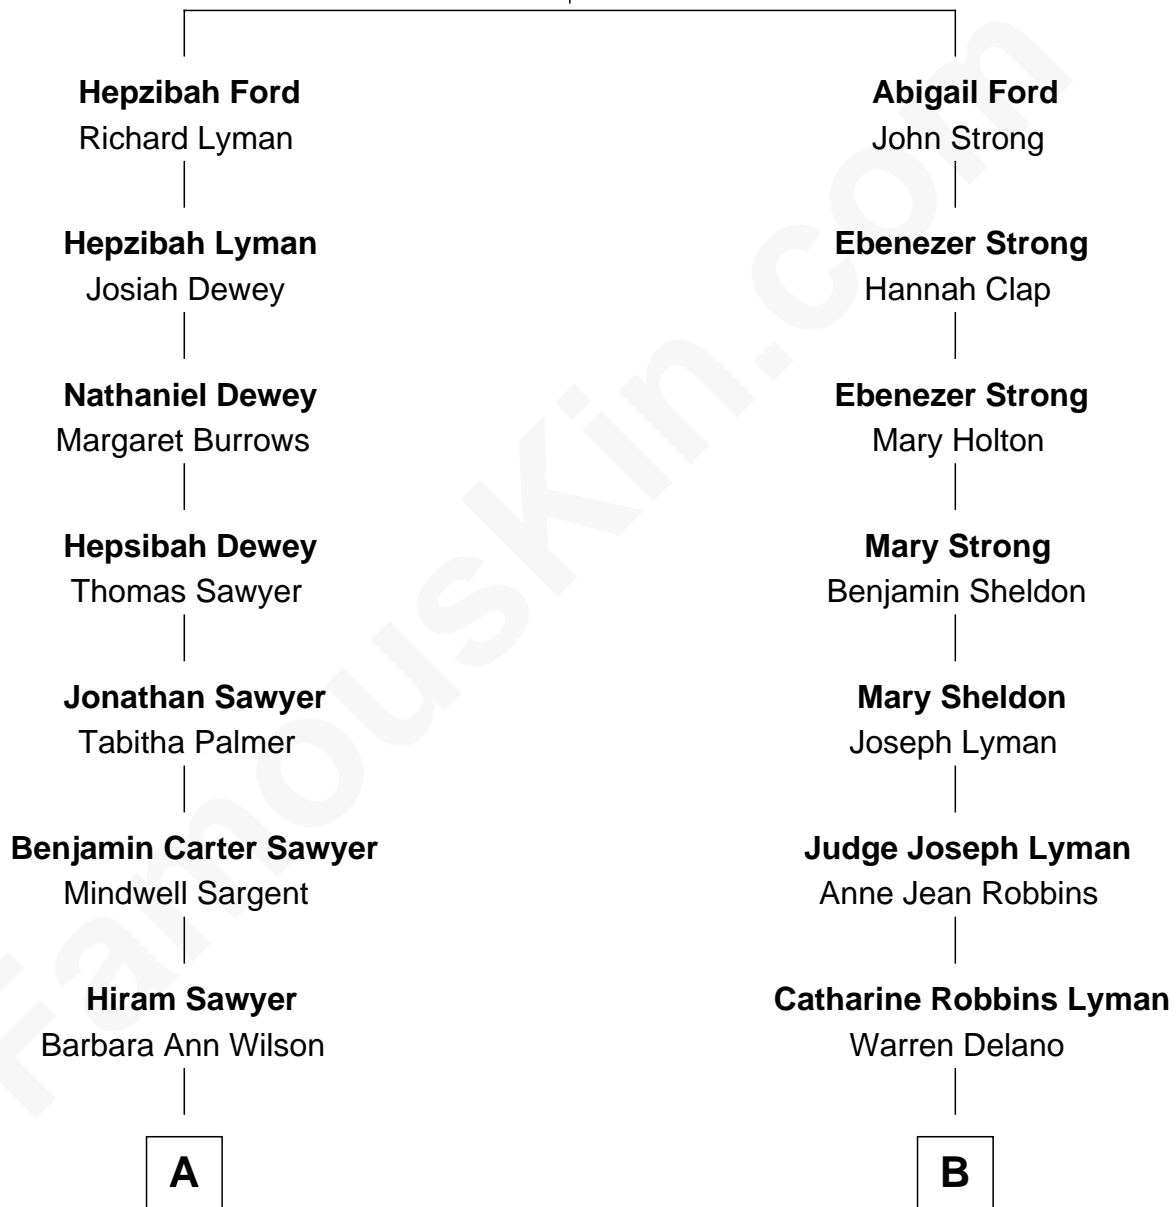 Hepzibah Ford
Richard Lyman
Hepzibah Lyman
Josiah Dewey
Nathaniel Dewey
Margaret Burrows
Hepsibah Dewey
Thomas Sawyer
Jonathan Sawyer
Tabitha Palmer
Benjamin Carter Sawyer
Mindwell Sargent
Hiram Sawyer
Barbara Ann Wilson
A
Abigail Ford
John Strong
Ebenezer Strong
Hannah Clap
Ebenezer Strong
Mary Holton
Mary Strong
Benjamin Sheldon
Mary Sheldon
Joseph Lyman
Judge Joseph Lyman
Anne Jean Robbins
Catharine Robbins Lyman
Warren Delano
B
FamousKin.com